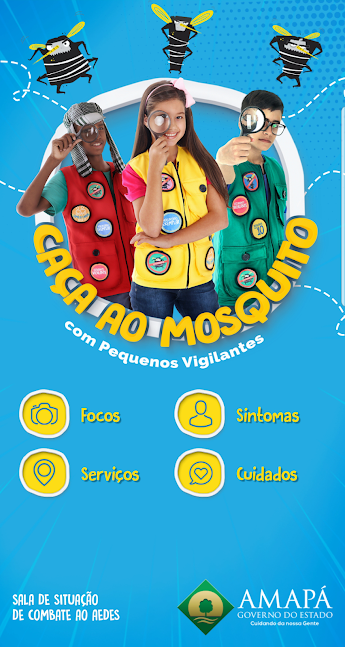 CAÇA AO MOSQUITO
com Pequenos Vigilantes
Focos
Sintomas
Serviços
Cuidados
SALA DE SITUAÇÃO
DE COMBATE AO AEDES
AMAPÁ
GOVERNO DO ESTADO
Cuidando da nossa Gente